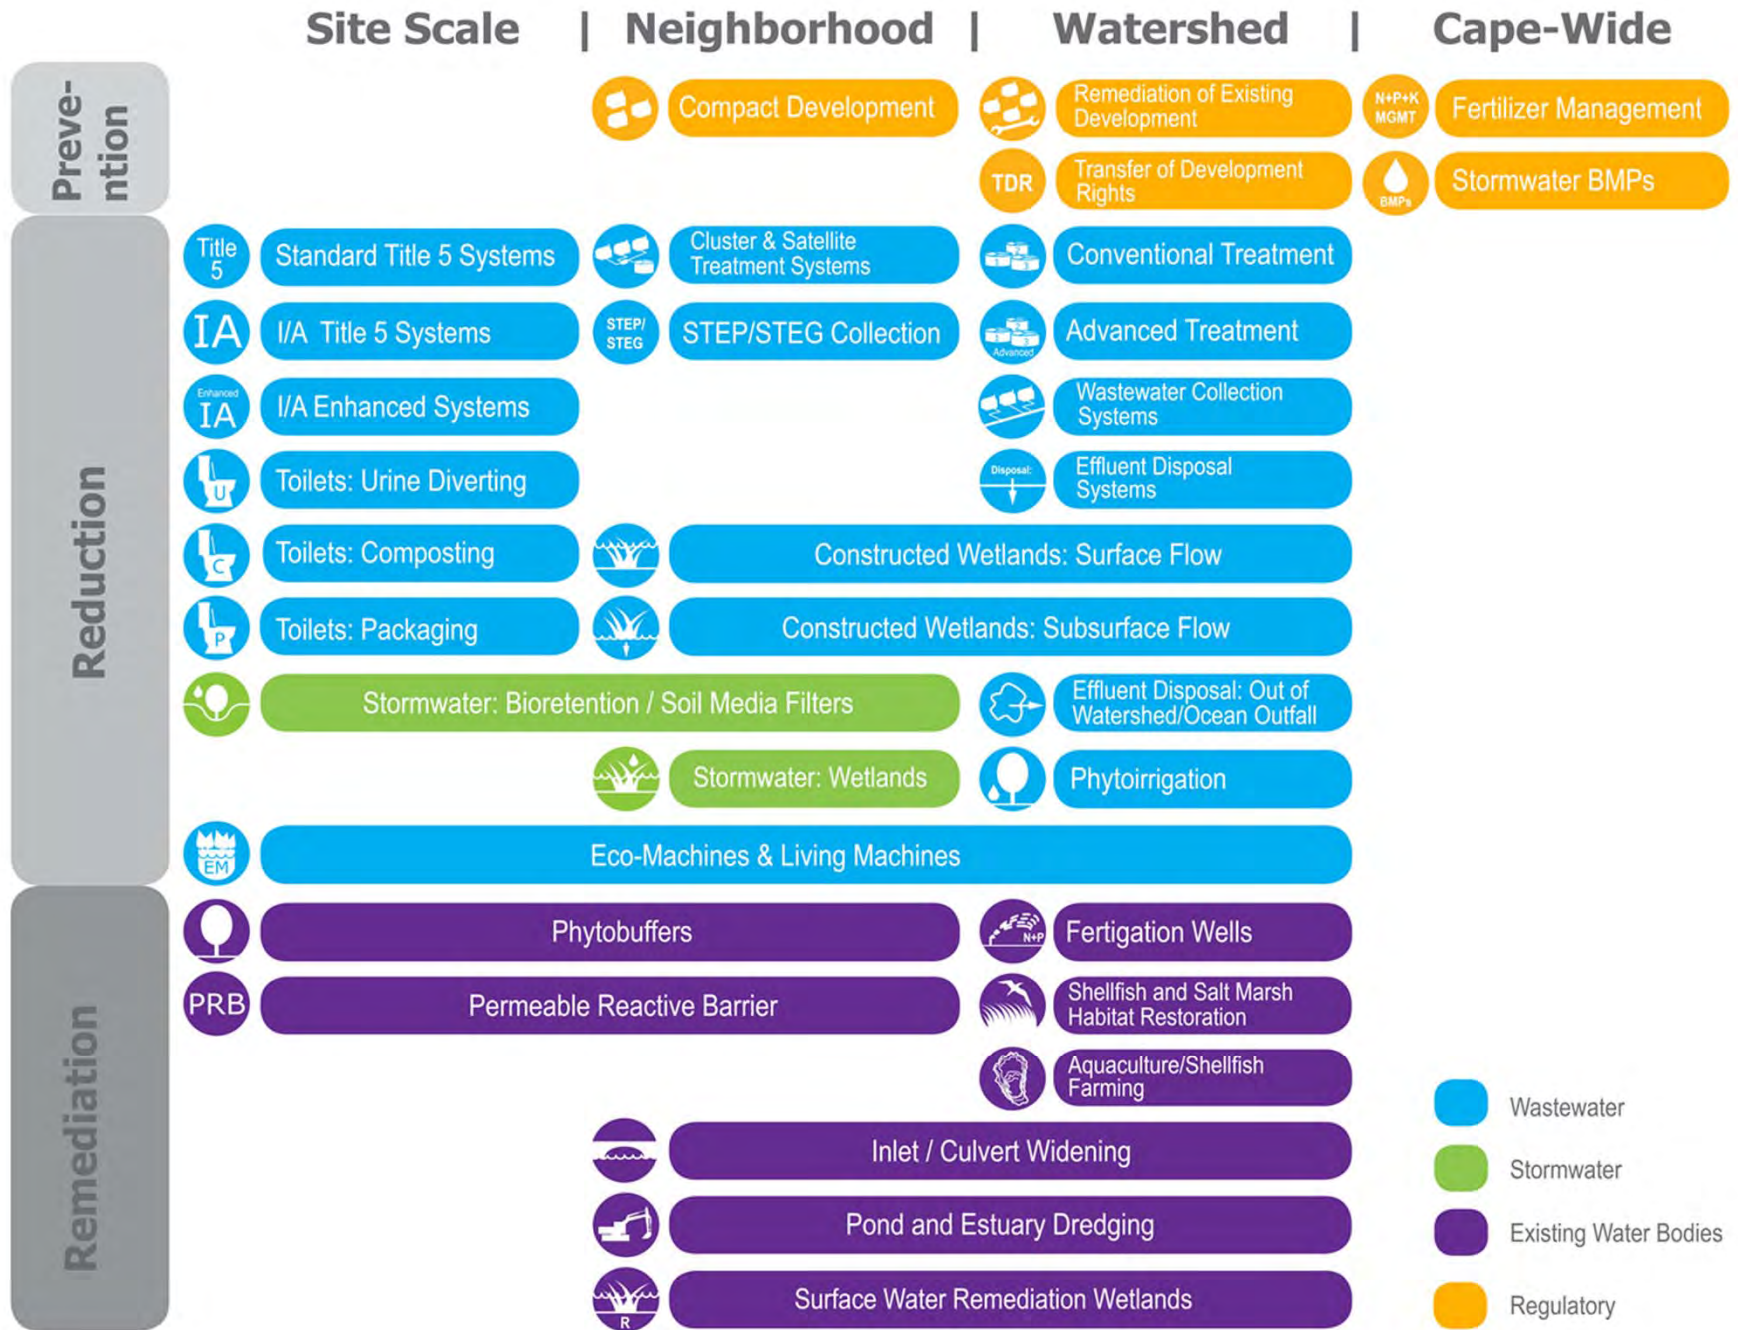 Site Scale | Neighborhood | Watershed | Cape-Wide
Preve-
ntion
Compact Development
Remediation of Existing
Development
N+P+K
MGMT
Fertilizer Management
TDR
Transfer of Development
Rights
BMPs
Stormwater BMPs
Reduction
Title
5
Standard Title 5 Systems
Cluster & Satellite
Treatment Systems
Conventional Treatment
IA
I/A Title 5 Systems
STEP/
STEG
STEP/STEG Collection
Advanced
Advanced Treatment
Enhanced
IA
I/A Enhanced Systems
Wastewater Collection
Systems
U
Toilets: Urine Diverting
Disposal:
Effluent Disposal
Systems
C
Toilets: Composting
Constructed Wetlands: Surface Flow
P
Toilets: Packaging
Constructed Wetlands: Subsurface Flow
Stormwater: Bioretention / Soil Media Filters
Effluent Disposal: Out of
Watershed/Ocean Outfall
Stormwater: Wetlands
Phytoirrigation
EM
Eco-Machines & Living Machines
Remediation
Phytobuffers
N+P
Fertigation Wells
PRB
Permeable Reactive Barrier
Shellfish and Salt Marsh
Habitat Restoration
Aquaculture/Shellfish
Farming
Inlet / Culvert Widening
Pond and Estuary Dredging
R
Surface Water Remediation Wetlands
Wastewater
Stormwater
Existing Water Bodies
Regulatory